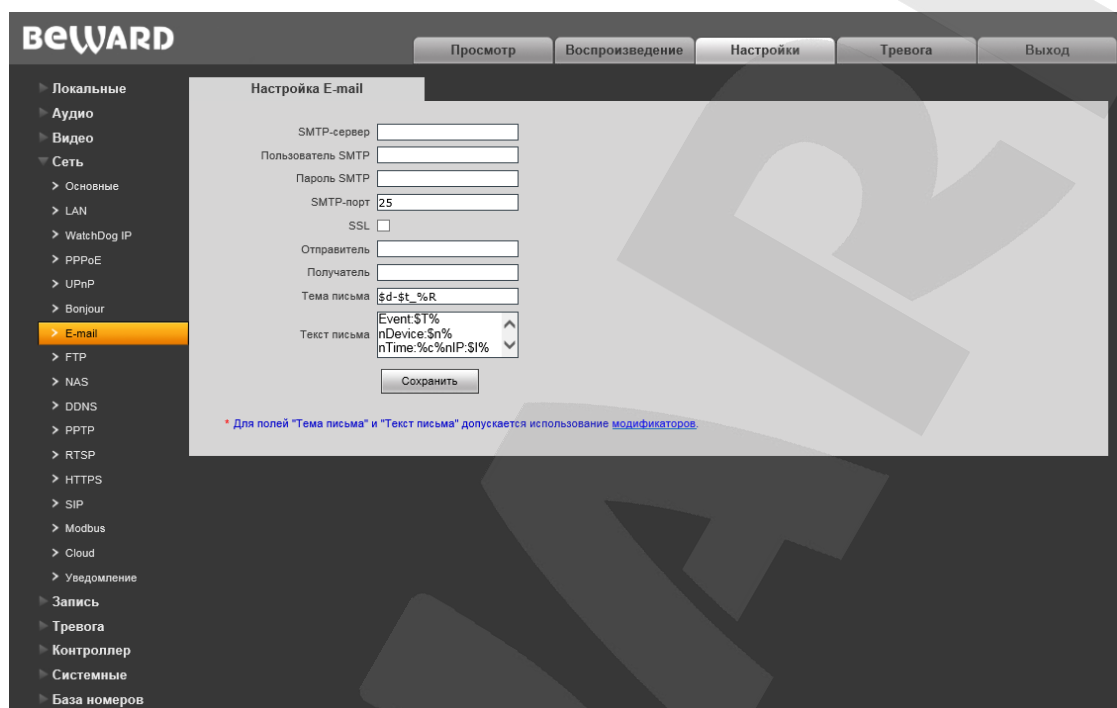 BEWARD
Просмотр Воспроизведение Настройки Тревога Выход
Локальные
Аудио
Видео
Сеть
Основные
LAN
WatchDog IP
PPPoE
UPnP
Bonjour
E-mail
FTP
NAS
DDNS
PPTP
RTSP
HTTPS
SIP
Modbus
Cloud
Уведомление
Запись
Тревога
Контроллер
Системные
База номеров
Настройка E-mail
SMTP-сервер
Пользователь SMTP
Пароль SMTP
SMTP-порт 25
SSL
Отправитель
Получатель
Тема письма $d-$t_%R
Текст письма Event:$T%
nDevice:$n%
nTime:%c%nIP:$I%
Сохранить
* Для полей "Тема письма" и "Текст письма" допускается использование модификаторов.